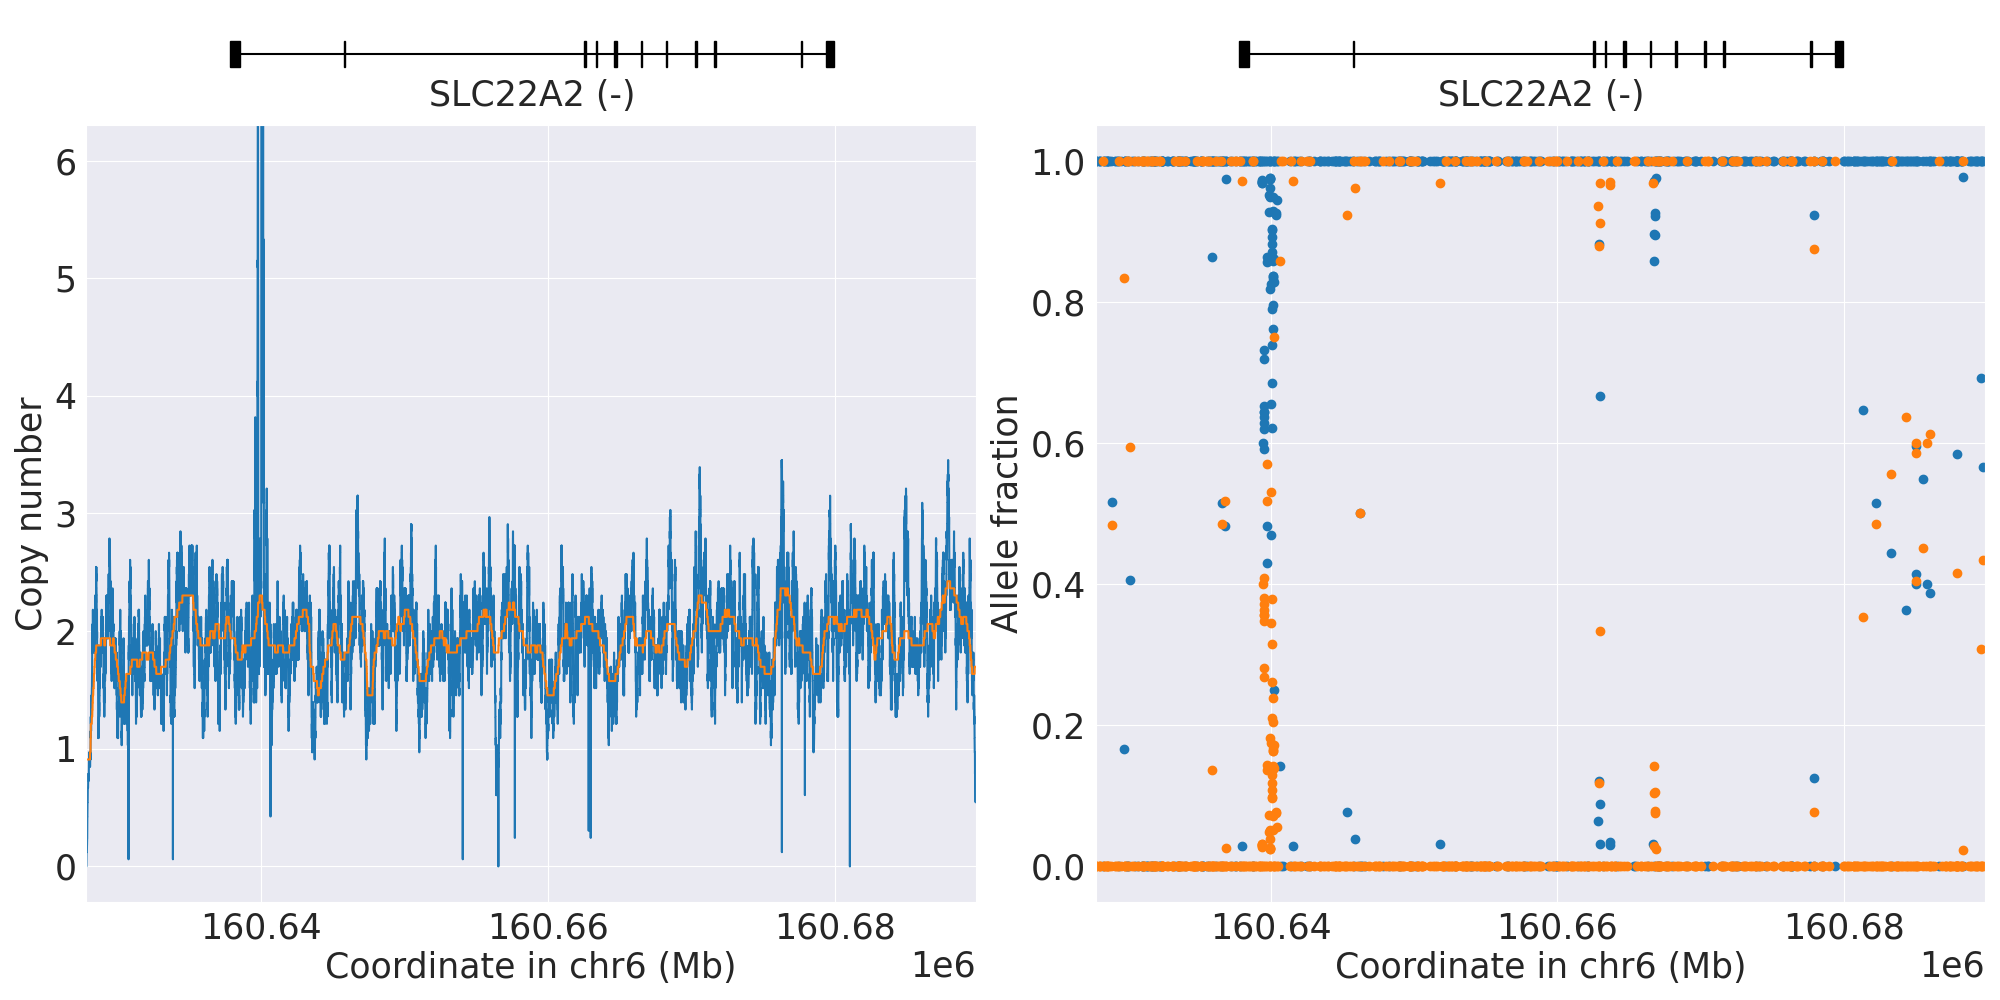 SLC22A2 (-)
Copy number
6
5
4
3
2
1
0
160.64
160.66
160.68
Coordinate in chr6 (Mb)
1e6
SLC22A2 (-)
Allele fraction
1.0
0.8
0.6
0.4
0.2
0.0
160.64
160.66
160.68
Coordinate in chr6 (Mb)
1e6